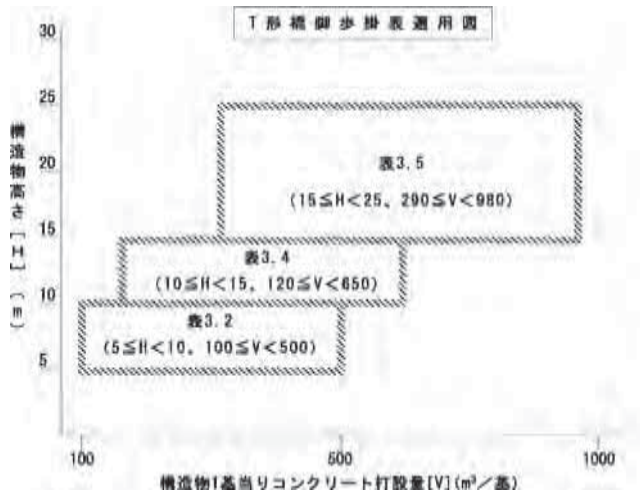 T形橋脚歩掛表適用図
30
25
20
15
10
5
構造物高さ[H](m)
表3.5
(15≦H<25、290≦V<980)
表3.4
(10≦H<15、120≦V<650)
表3.2
(5≦H<10、100≦V<500)
100
600
1000
構造物1基当りコンクリート打設量[V](m³/基)